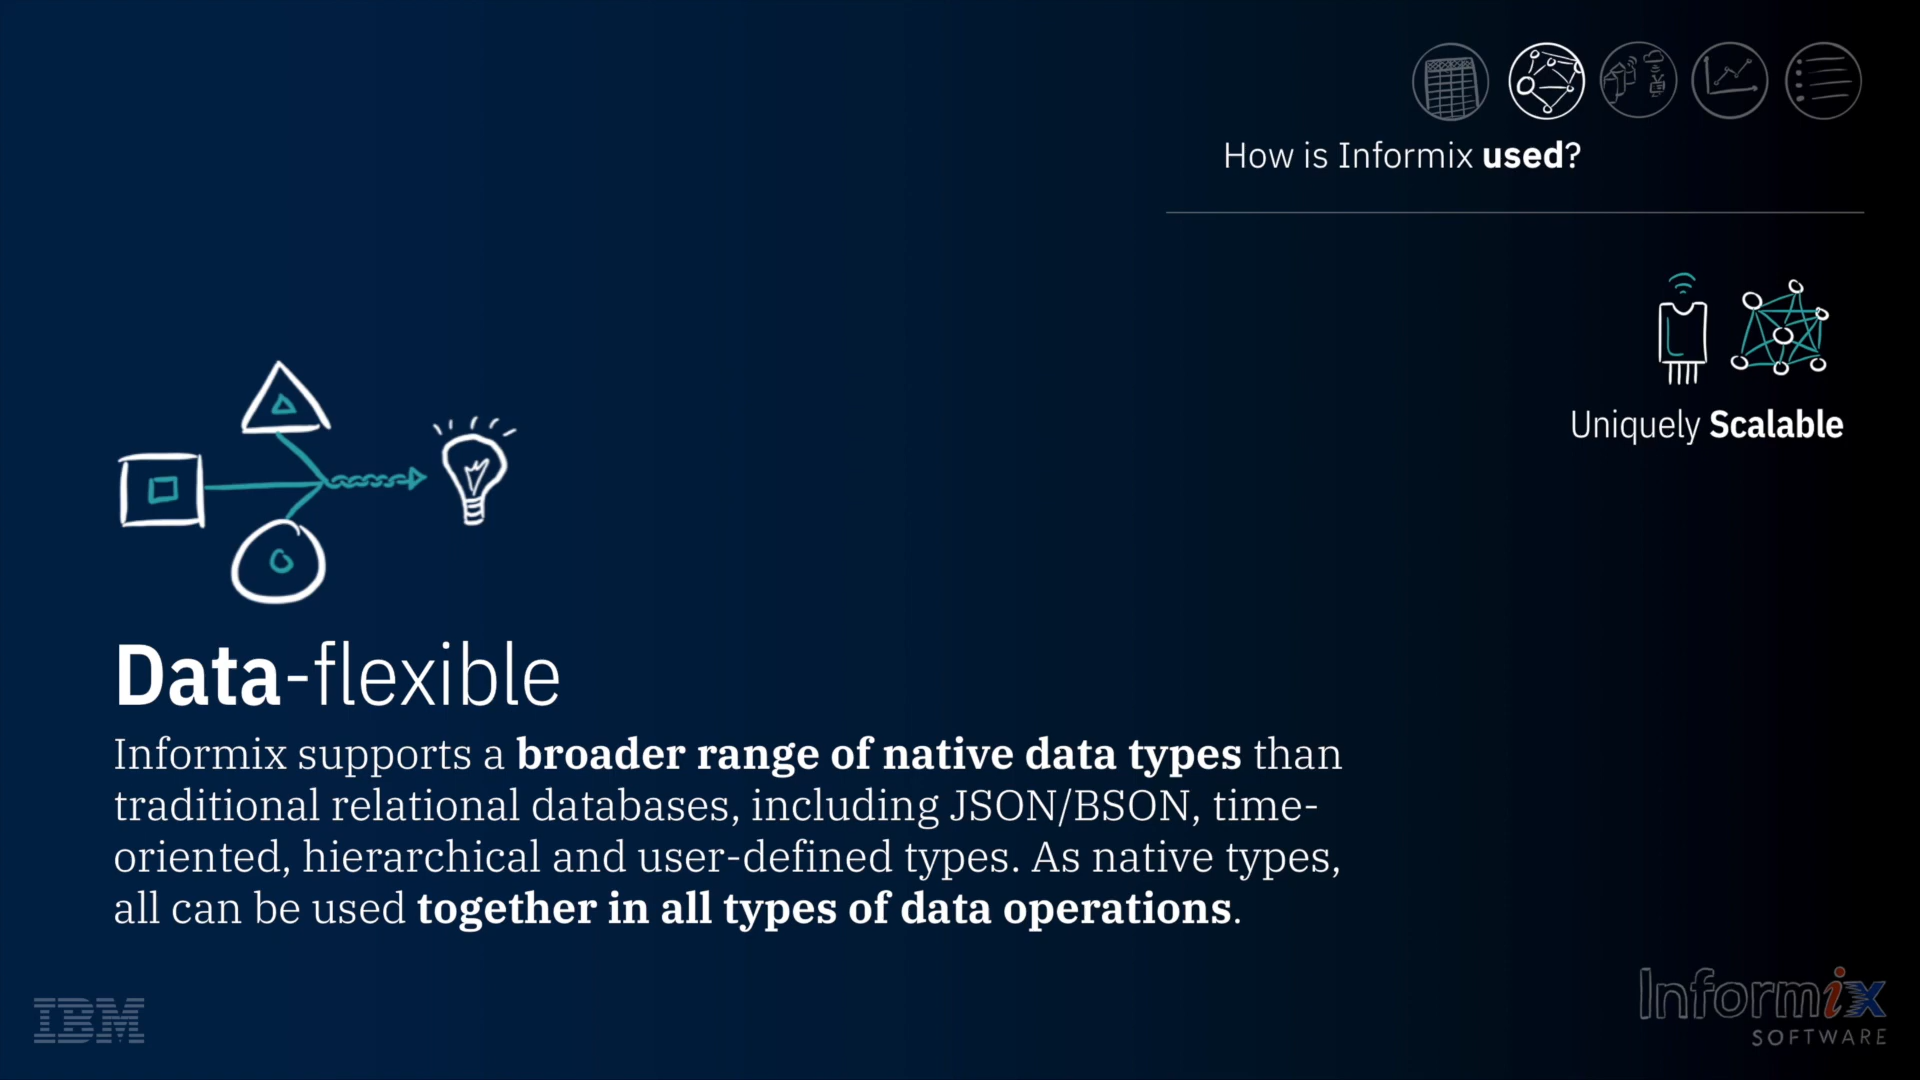 How is Informix used?
Uniquely Scalable
Data-flexible
Informix supports a broader range of native data types than
traditional relational databases, including JSON/BSON, time-
oriented, hierarchical and user-defined types. As native types,
all can be used together in all types of data operations.
IBM
Informix
SOFTWARE